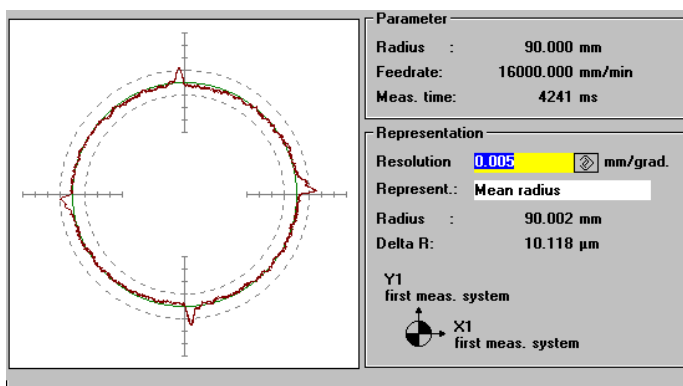 Parameter
Radius : 90.000 mm
Feedrate: 16000.000 mm/min
Meas. time: 4241 ms
Representation
Resolution 0.005 mm/grad.
Represent.: Mean radius
Radius : 90.002 mm
Delta R: 10.118 µm
Y1
first meas. system
X1
first meas. system